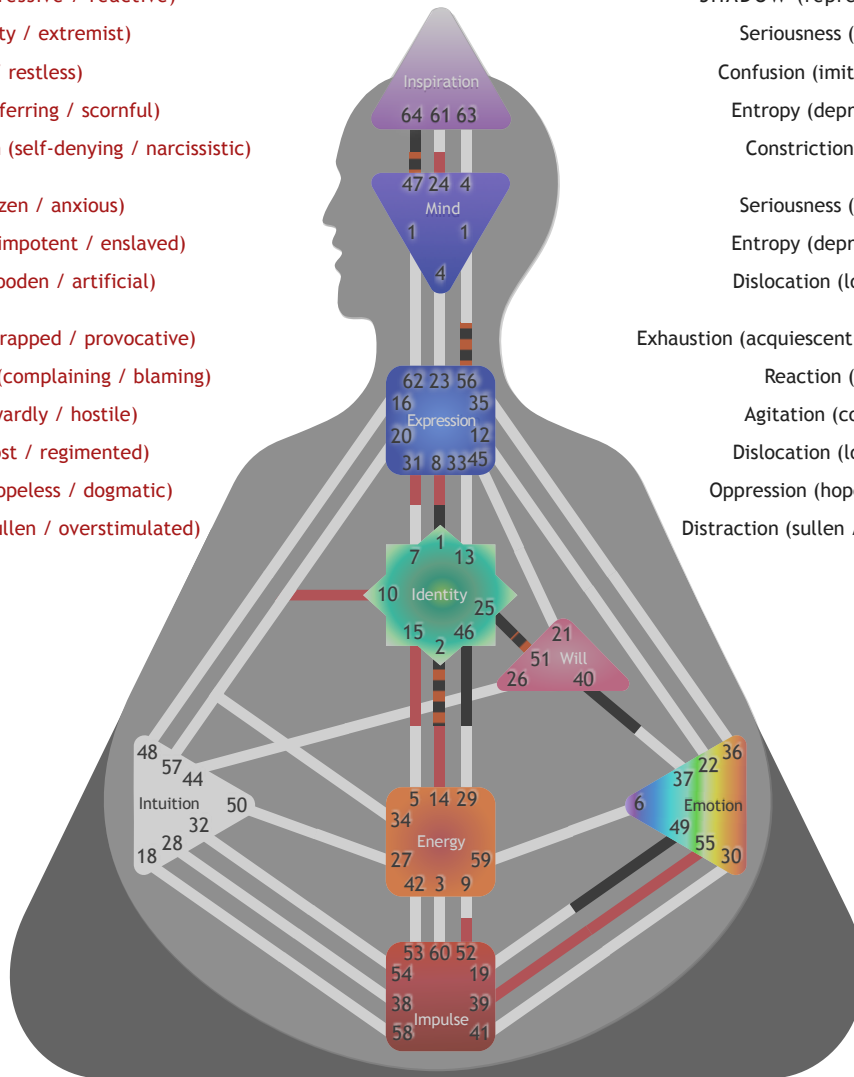 ressive / reactive)
SHADOW (repre
ty / extremist)
Seriousness (
/ restless)
Confusion (imit
ferring / scornful)
Entropy (depr
(self-denying / narcissistic)
Constriction
zen / anxious)
Seriousness (
impotent / enslaved)
Entropy (depr
ooden / artificial)
Dislocation (lo
rapped / provocative)
Exhaustion (acquiescent
(complaining / blaming)
Reaction (
vardly / hostile)
Agitation (co
ost / regimented)
Dislocation (lo
opeless / dogmatic)
Oppression (hop
ullen / overstimulated)
Distraction (sullen /
Inspiration
64 61 63
47 24 4
Mind
1 1
4
62 23 56
16 35
Expression
20 12
31 8 33 45
1
7 13
10 Identity
25
15 2 46
21
51 Will
26 40
48
57
44
Intuition 50
32
28
18
5 14 29
34
Energy
27 59
42 3 9
36
22
37
6 Emotion
49
55
30
53 60 52
54 19
38 39
Impulse
58 41